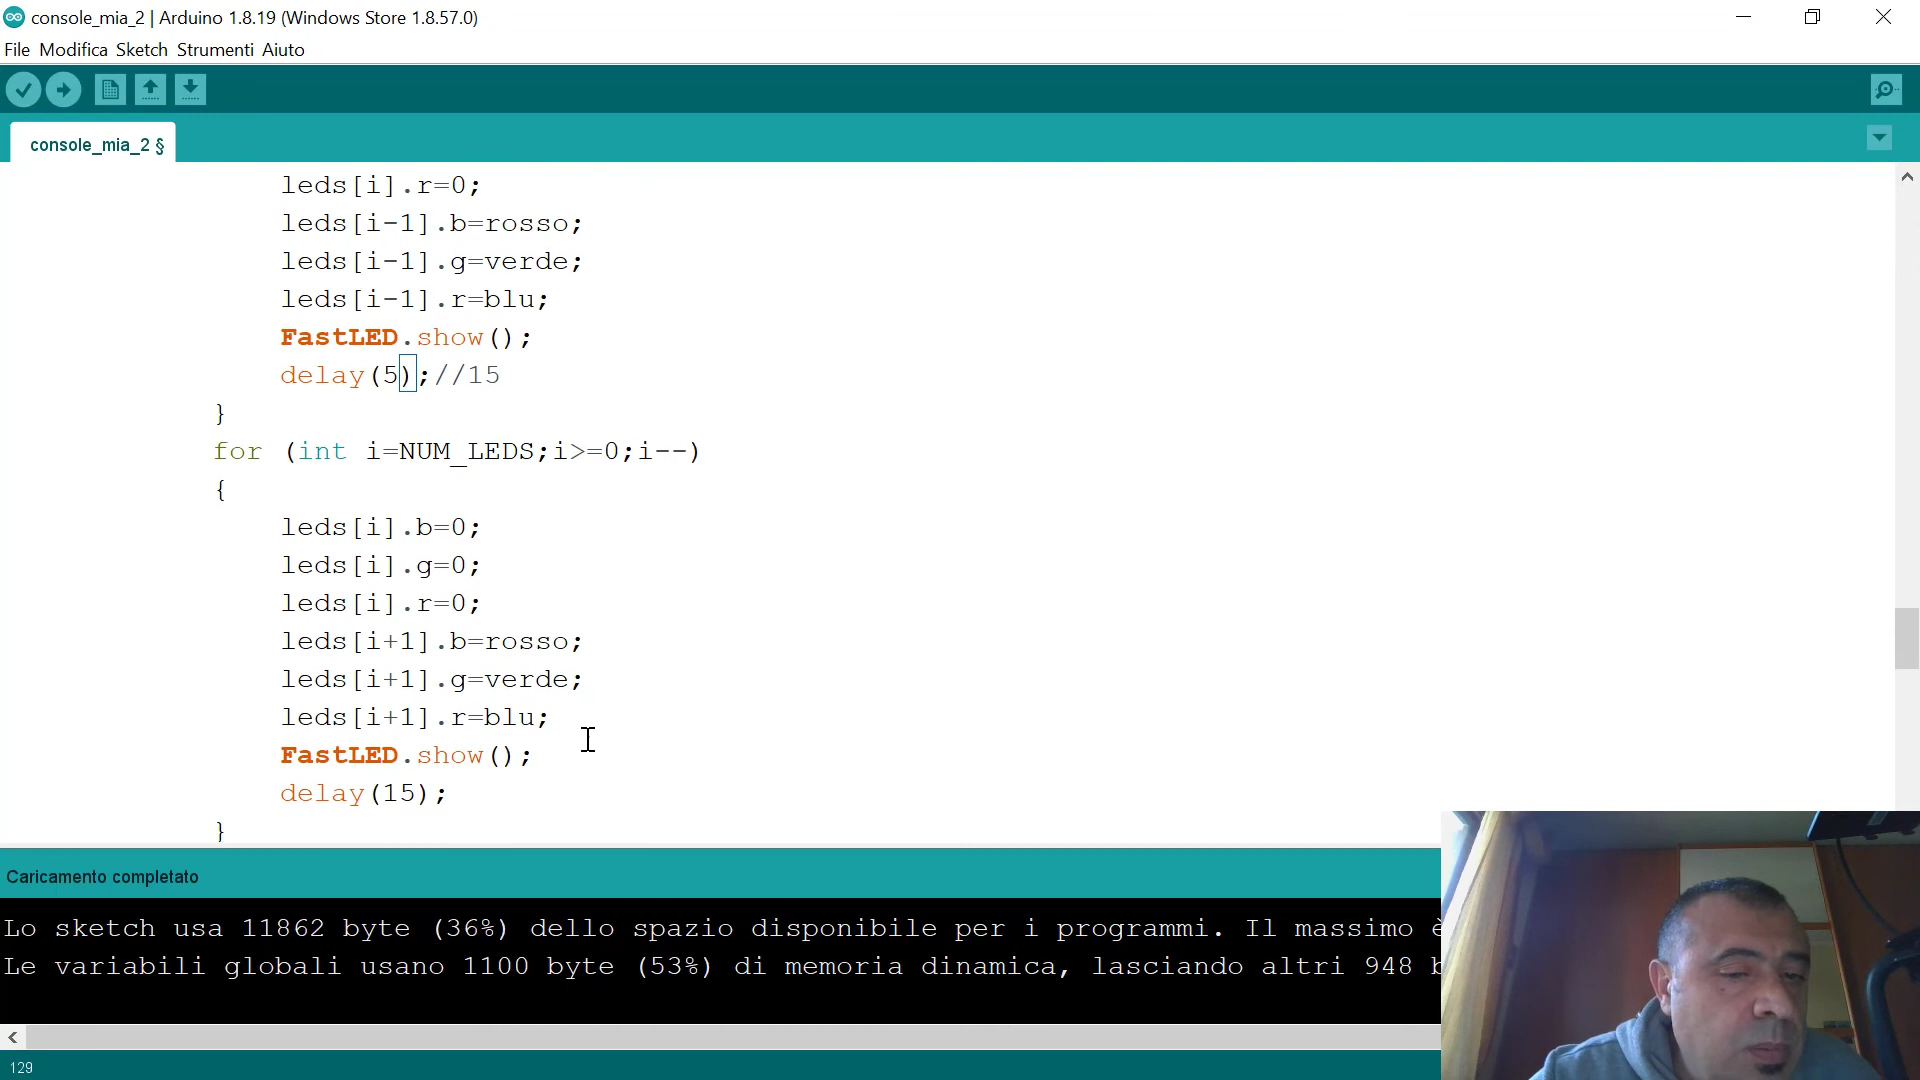 console_mia_2 | Arduino 1.8.19 (Windows Store 1.8.57.0)
File Modifica Sketch Strumenti Aiuto
console_mia_2 §
leds[i].r=0;
leds[i-1].b=rosso;
leds[i-1].g=verde;
leds[i-1].r=blu;
FastLED.show();
delay(5);//15
}
for (int i=NUM_LEDS;i>=0;i--)
{
leds[i].b=0;
leds[i].g=0;
leds[i].r=0;
leds[i+1].b=rosso;
leds[i+1].g=verde;
leds[i+1].r=blu;
FastLED.show();
delay(15);
}
Caricamento completato
Lo sketch usa 11862 byte (36%) dello spazio disponibile per i programmi. Il massimo è
Le variabili globali usano 1100 byte (53%) di memoria dinamica, lasciando altri 948 b
129